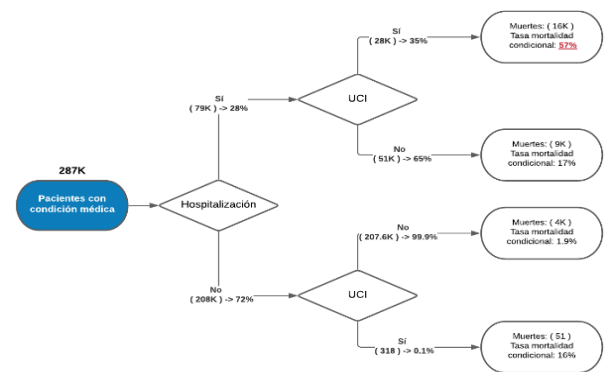 287K
Pacientes con
condición médica
Hospitalización
Sí
( 79K ) -> 28%
No
( 208K ) -> 72%
UCI
Sí
( 28K ) -> 35%
No
( 51K ) -> 65%
Muertes: ( 16K )
Tasa mortalidad
condicional: 57%
Muertes: ( 9K )
Tasa mortalidad
condicional: 17%
UCI
No
( 207.6K ) -> 99.9%
Sí
( 318 ) -> 0.1%
Muertes: ( 4K )
Tasa mortalidad
condicional: 1.9%
Muertes: ( 51 )
Tasa mortalidad
condicional: 16%